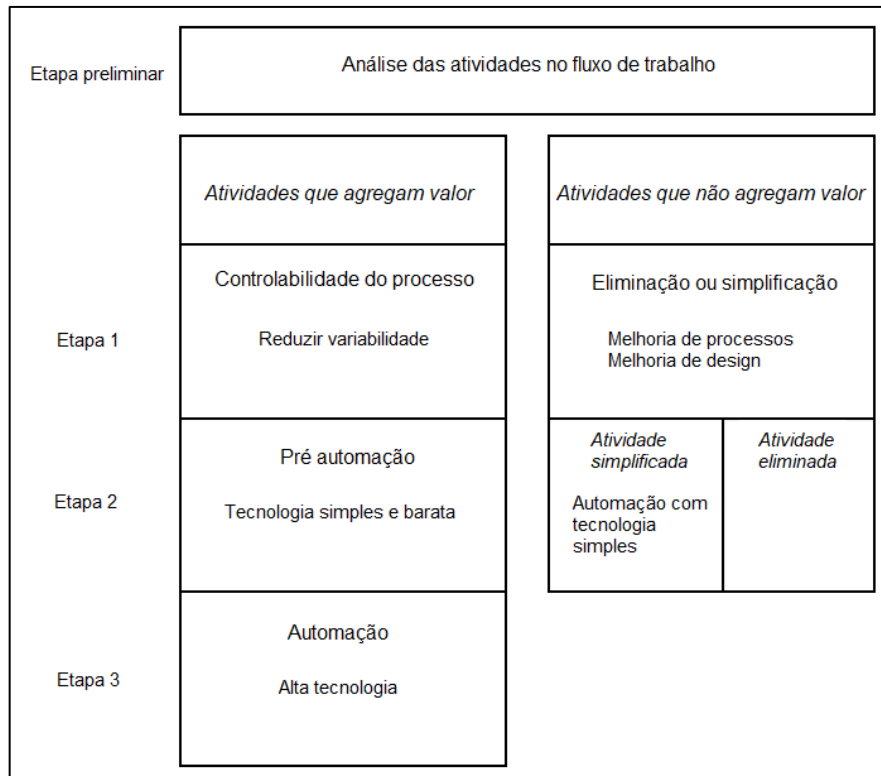 Etapa preliminar
Análise das atividades no fluxo de trabalho
Atividades que agregam valor
Atividades que não agregam valor
Etapa 1
Controlabilidade do processo
Reduzir variabilidade
Eliminação ou simplificação
Melhoria de processos
Melhoria de design
Etapa 2
Pré automação
Tecnologia simples e barata
Atividade
simplificada
Automação com
tecnologia
simples
Atividade
eliminada
Etapa 3
Automação
Alta tecnologia